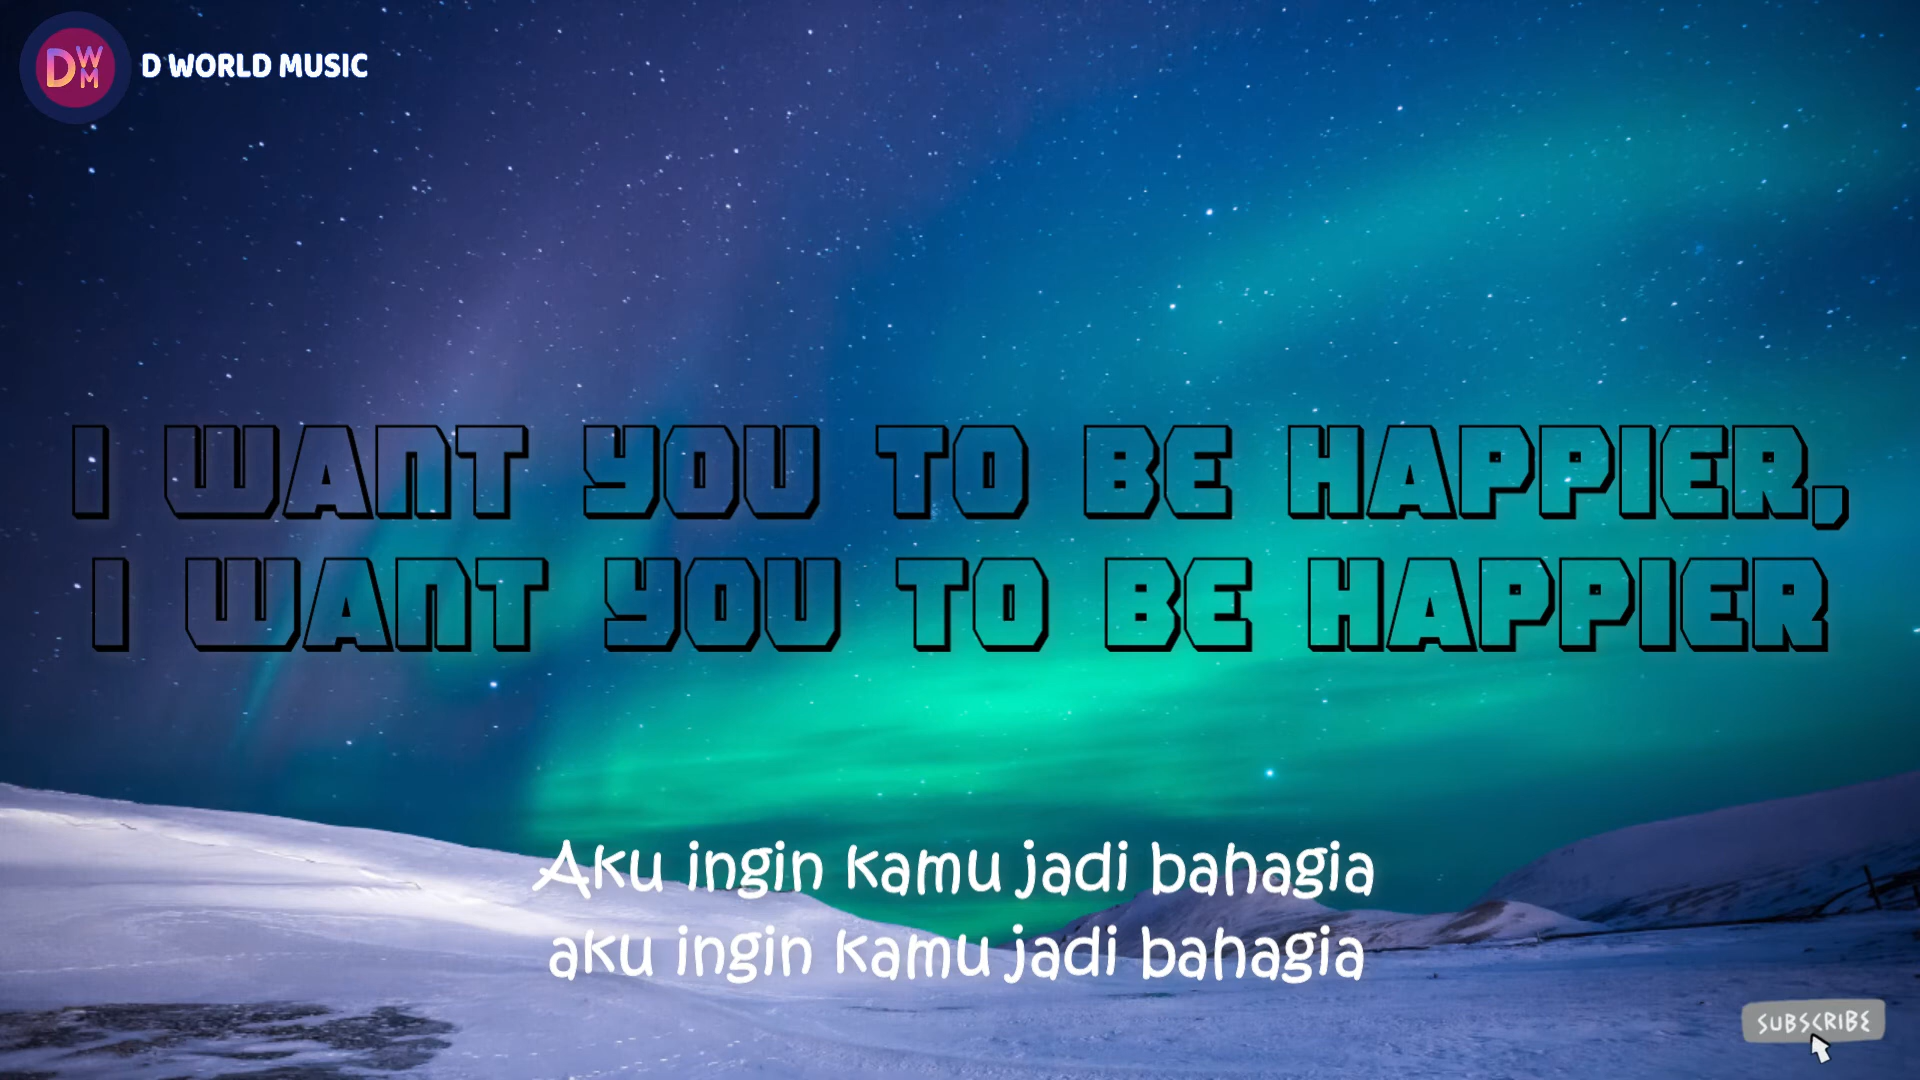 DWM
D WORLD MUSIC
I WANT YOU TO BE HAPPIER,
I WANT YOU TO BE HAPPIER
Aku ingin kamu jadi bahagia
aku ingin kamu jadi bahagia
SUBSCRIBE